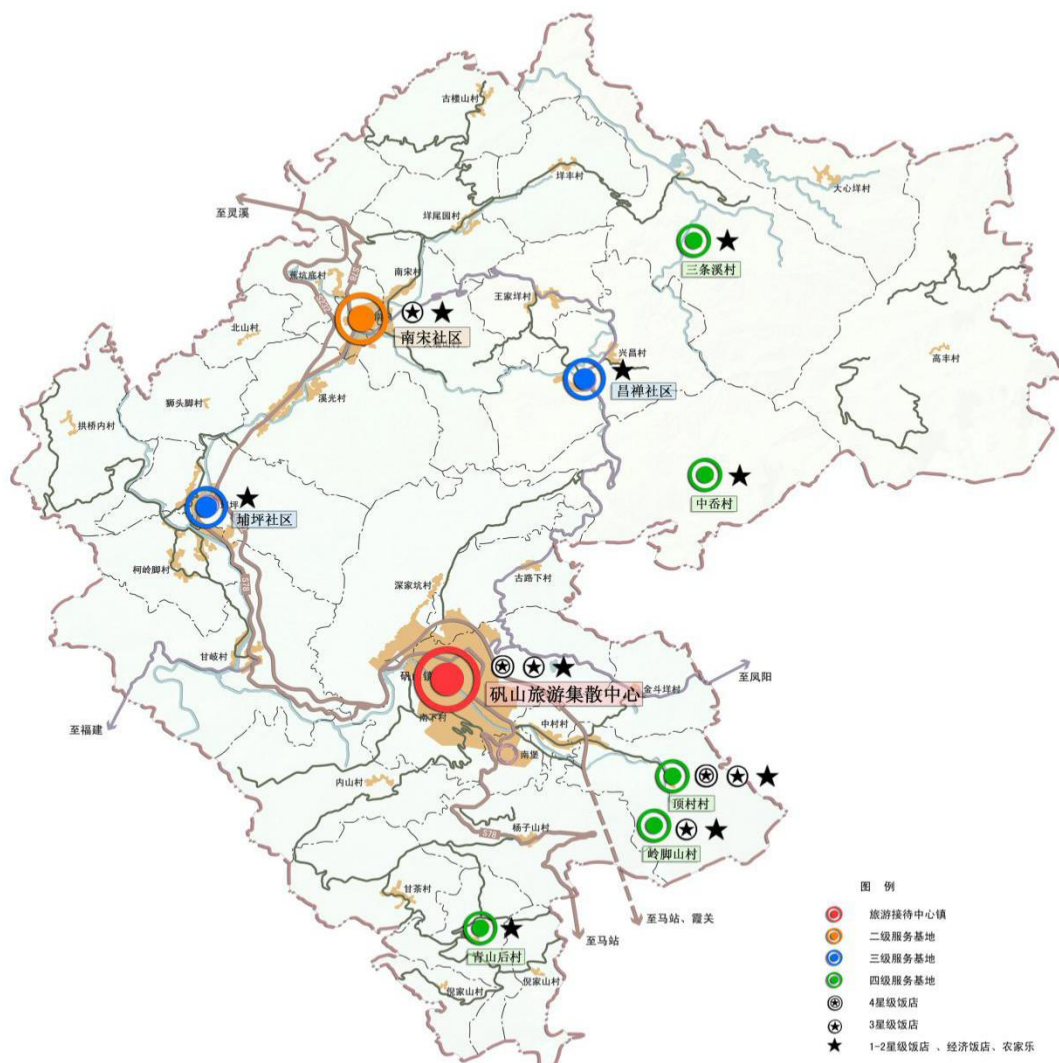 古楼山村
垟丰村
大心垟村
至灵溪
垟尾园村
三条溪村
蕉坑底村
南宋村
S78
王家垟村
北山村
南宋社区
兴昌村
高丰村
昌禅社区
狮头脚村
溪光村
拱桥内村
中岙村
埔坪社区
柯岭脚村
古路下村
深家坑村
S78
甘岐村
矾山旅游集散中心
金斗垟村
至凤阳
至福建
南下村
中村村
南堡
内山村
顶村村
杨子山村
S78
岭脚山村
甘茶村
至马站、霞关
至马站
青山后村
倪家山村
倪家山村
图 例
旅游接待中心镇
二级服务基地
三级服务基地
四级服务基地
4星级饭店
3星级饭店
1-2星级饭店 、经济饭店、农家乐